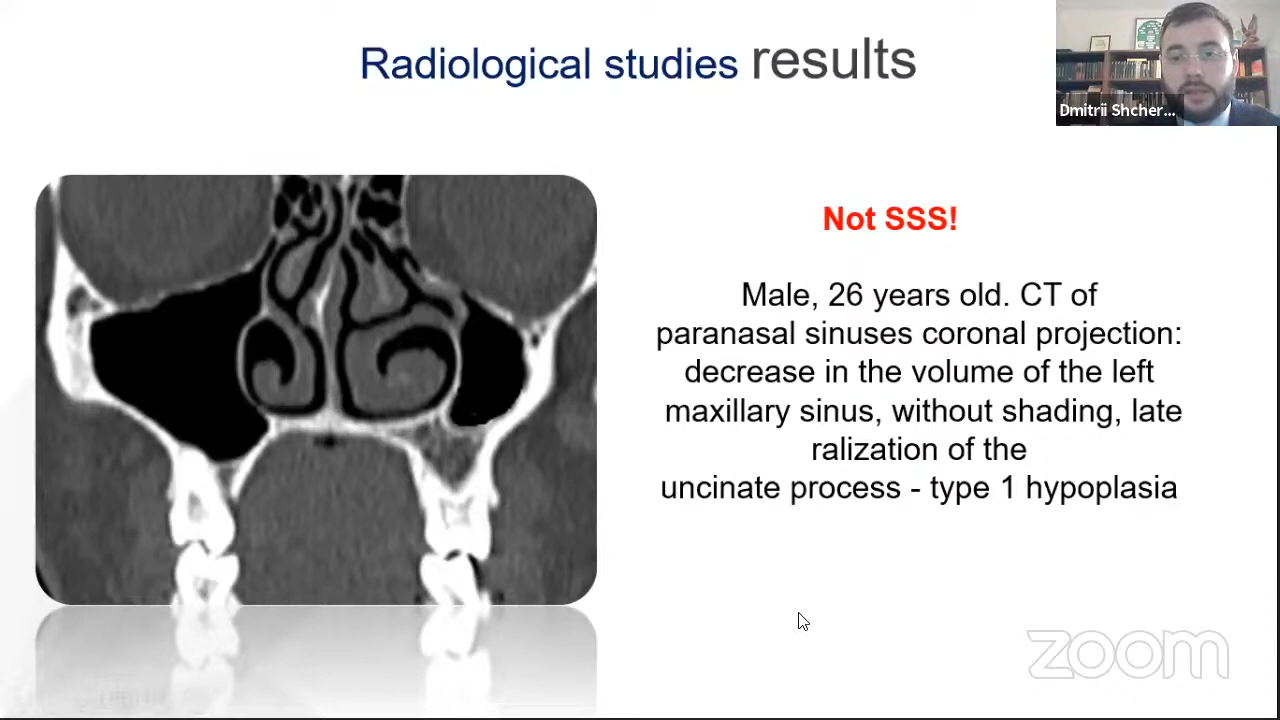 Radiological studies results
Dmitrii Shcher...
Not SSS!
Male, 26 years old. CT of
paranasal sinuses coronal projection:
decrease in the volume of the left
maxillary sinus, without shading, late
ralization of the
uncinate process - type 1 hypoplasia
zoom